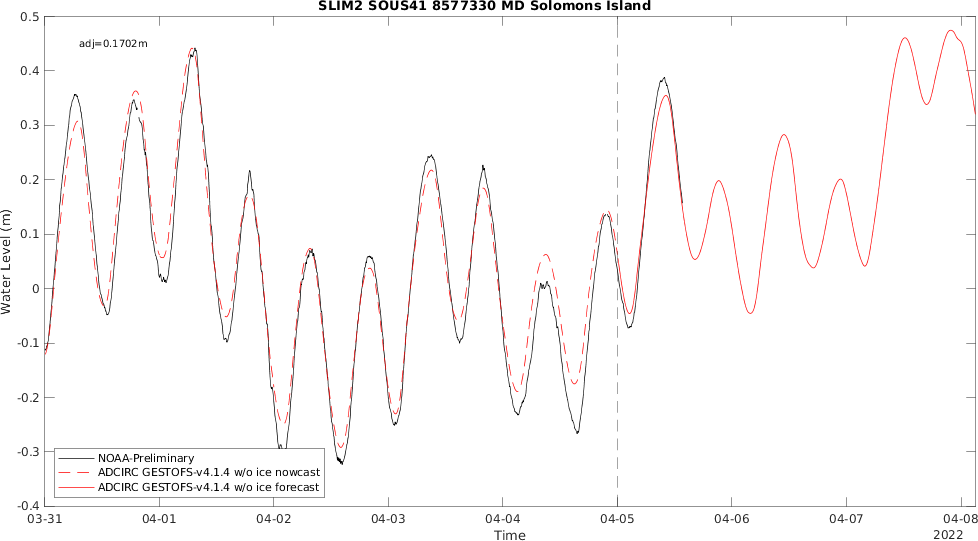 SLIM2 SOUS41 8577330 MD Solomons Island
adj=0.1702m
0.5
0.4
0.3
0.2
0.1
0
-0.1
-0.2
-0.3
-0.4
Water Level (m)
NOAA-Preliminary
ADCIRC GESTOFS-v4.1.4 w/o ice nowcast
ADCIRC GESTOFS-v4.1.4 w/o ice forecast
03-31 04-01 04-02 04-03 04-04 04-05 04-06 04-07 04-08
Time
2022